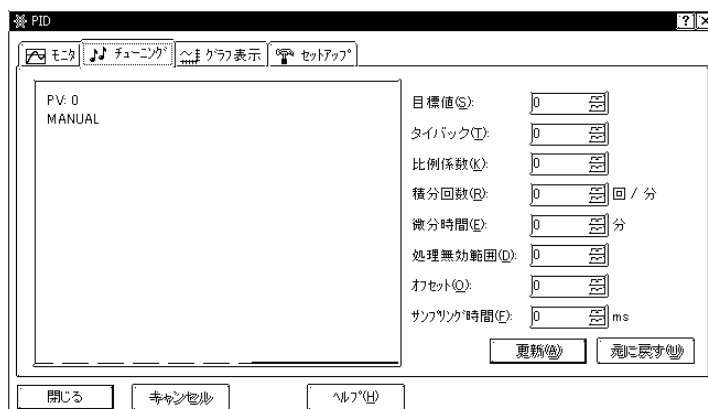 PID
モニタ チューニング グラフ表示 セットアップ
PV: 0
MANUAL
目標値(S): 0
タイバック(T): 0
比例係数(K): 0
積分回数(R): 0 回 / 分
微分時間(E): 0 分
処理無効範囲(D): 0
オフセット(O): 0
サンプリング時間(F): 0 ms
更新(A) 元に戻す(U)
閉じる キャンセル ヘルプ(H)